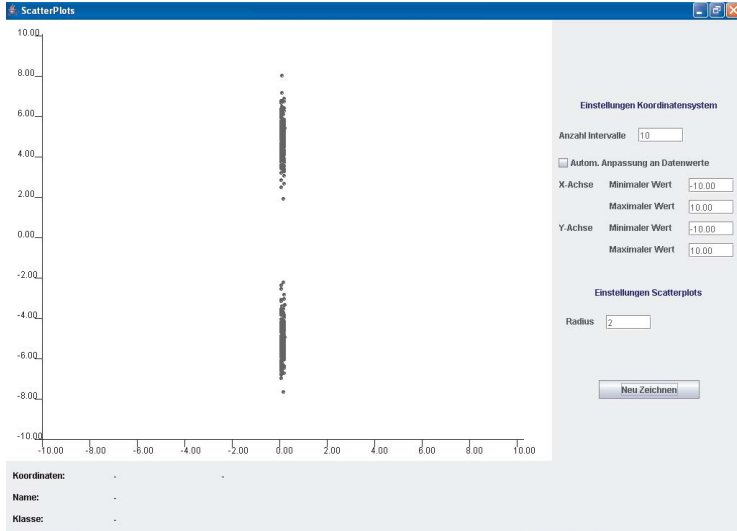 ScatterPlots
10.00
8.00
6.00
4.00
2.00
0.00
-2.00
-4.00
-6.00
-8.00
-10.00
-10.00 -8.00 -6.00 -4.00 -2.00 0.00 2.00 4.00 6.00 8.00 10.00
Einstellungen Koordinatensystem
Anzahl Intervalle 10
Autom. Anpassung an Datenwerte
X-Achse Minimaler Wert -10.00
Maximaler Wert 10.00
Y-Achse Minimaler Wert -10.00
Maximaler Wert 10.00
Einstellungen Scatterplots
Radius 2
Neu Zeichnen
Koordinaten: - -
Name: -
Klasse: -